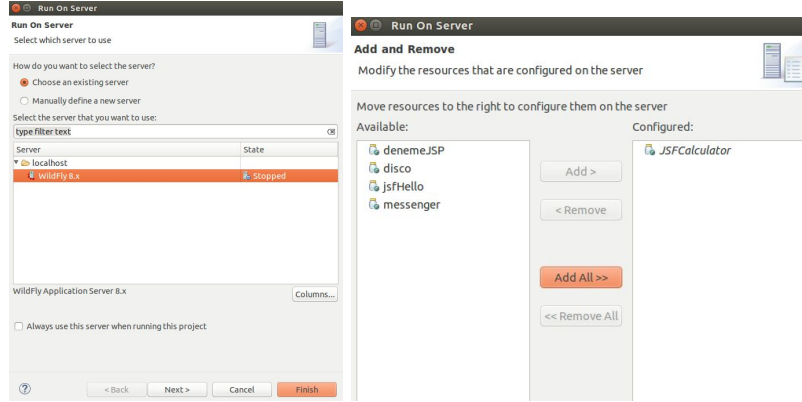 Run On Server
Run On Server
Select which server to use
How do you want to select the server?
Choose an existing server
Manually define a new server
Select the server that you want to use:
type filter text
Server State
localhost
WildFly 8.x Stopped
WildFly Application Server 8.x
Columns...
Always use this server when running this project
? < Back Next > Cancel Finish
Run On Server
Add and Remove
Modify the resources that are configured on the server
Move resources to the right to configure them on the server
Available: Configured:
denemeJSP JSFCalculator
disco
jsfHello
messenger
Add >
< Remove
Add All >>
<< Remove All